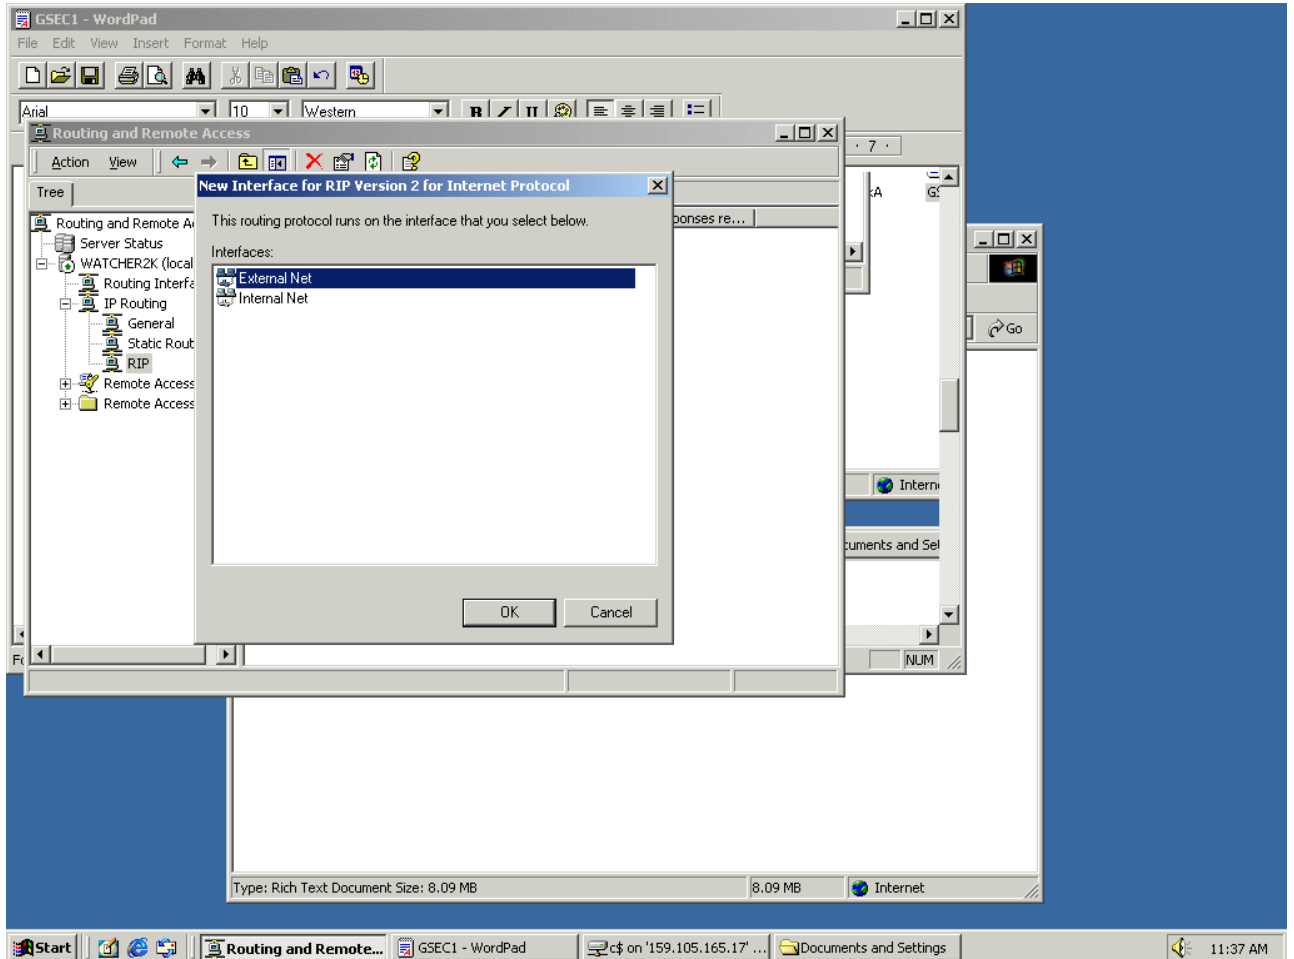 GSEC1 - WordPad
File Edit View Insert Format Help
Arial 10 Western B I U
Routing and Remote Access
· 7 ·
Action View
New Interface for RIP Version 2 for Internet Protocol
Tree
This routing protocol runs on the interface that you select below.
Routing and Remote A
ponses re...
Server Status
Interfaces:
WATCHER2K (local
External Net
Routing Interfa
Internal Net
IP Routing
General
Static Rout
Go
RIP
Remote Access
Remote Access
Intern
cuments and Set
OK Cancel
NUM
Type: Rich Text Document Size: 8.09 MB 8.09 MB Internet
Start Routing and Remote... GSEC1 - WordPad c$ on '159.105.165.17' ... Documents and Settings 11:37 AM